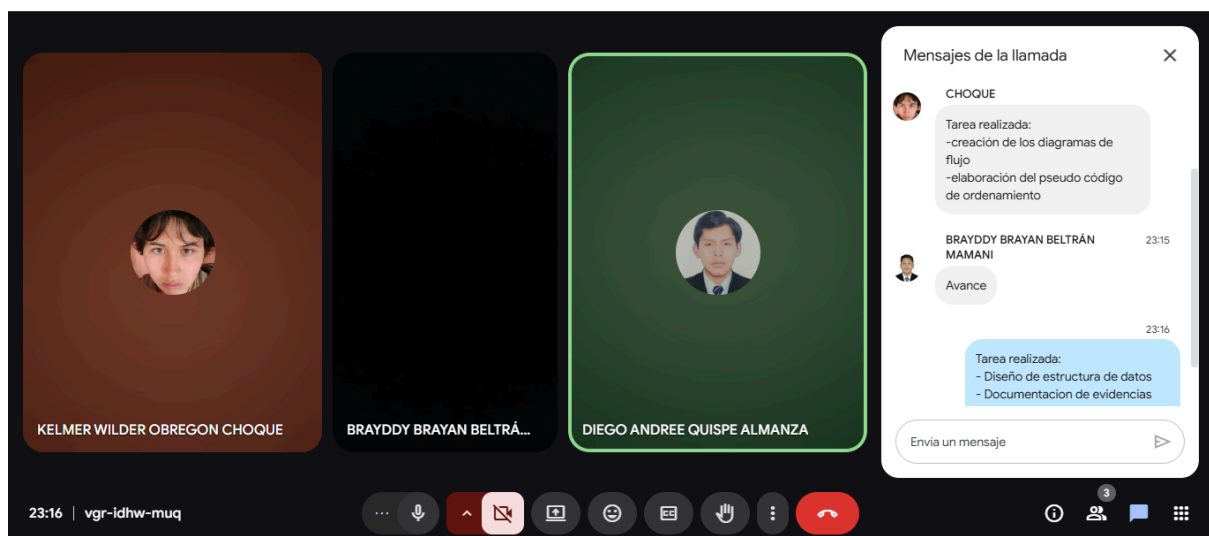 Mensajes de la llamada
CHOQUE
Tarea realizada:
-creación de los diagramas de
flujo
-elaboración del pseudo código
de ordenamiento
BRAYDDY BRAYAN BELTRÁN
MAMANI
23:15
Avance
23:16
Tarea realizada:
- Diseño de estructura de datos
- Documentacion de evidencias
Envía un mensaje
KELMER WILDER OBREGON CHOQUE
BRAYDDY BRAYAN BELTRÁ...
DIEGO ANDREE QUISPE ALMANZA
23:16 | vgr-idhw-muq
CC
3